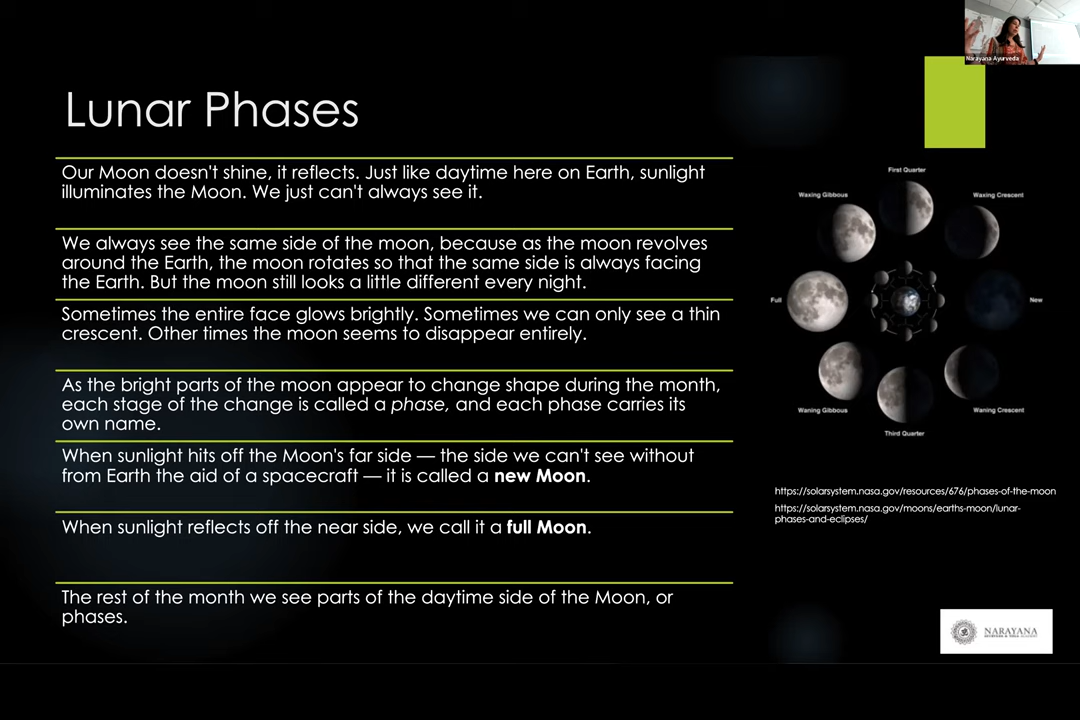 Narayana Ayurveda
Lunar Phases
Our Moon doesn't shine, it reflects. Just like daytime here on Earth, sunlight
illuminates the Moon. We just can't always see it.
We always see the same side of the moon, because as the moon revolves
around the Earth, the moon rotates so that the same side is always facing
the Earth. But the moon still looks a little different every night.
Sometimes the entire face glows brightly. Sometimes we can only see a thin
crescent. Other times the moon seems to disappear entirely.
As the bright parts of the moon appear to change shape during the month,
each stage of the change is called a phase, and each phase carries its
own name.
When sunlight hits off the Moon's far side — the side we can't see without
from Earth the aid of a spacecraft — it is called a new Moon.
When sunlight reflects off the near side, we call it a full Moon.
The rest of the month we see parts of the daytime side of the Moon, or
phases.
First Quarter
Waxing Gibbous
Waxing Crescent
Full
New
Waning Gibbous
Waning Crescent
Third Quarter
https://solarsystem.nasa.gov/resources/676/phases-of-the-moon
https://solarsystem.nasa.gov/moons/earths-moon/lunar-
phases-and-eclipses/
NARAYANA